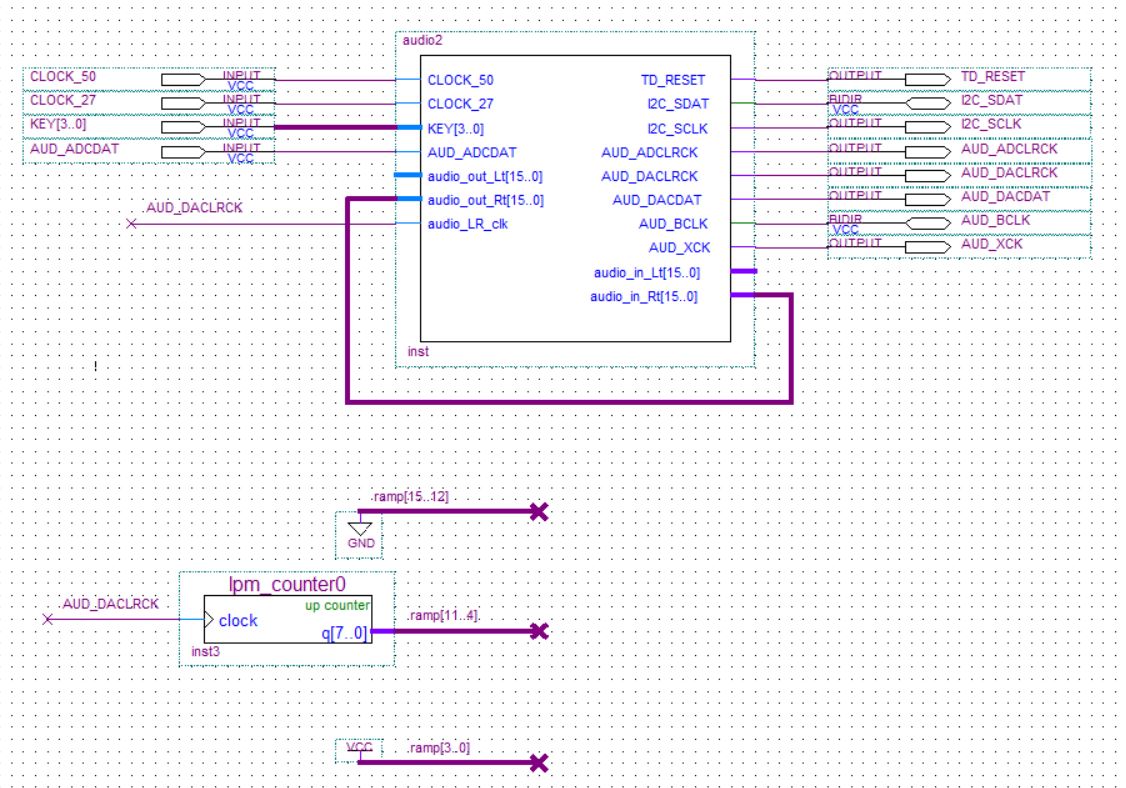 audio2
CLOCK_50 INPUT VCC CLOCK_50 TD_RESET OUTPUT TD_RESET
CLOCK_27 INPUT VCC CLOCK_27 I2C_SDAT BIDIR VCC I2C_SDAT
KEY[3..0] INPUT VCC KEY[3..0] I2C_SCLK OUTPUT I2C_SCLK
AUD_ADCDAT INPUT VCC AUD_ADCDAT AUD_ADCLRCK OUTPUT AUD_ADCLRCK
audio_out_Lt[15..0] AUD_DACLRCK OUTPUT AUD_DACLRCK
audio_out_Rt[15..0] AUD_DACDAT OUTPUT AUD_DACDAT
AUD_DACLRCK audio_LR_clk AUD_BCLK BIDIR VCC AUD_BCLK
AUD_XCK OUTPUT AUD_XCK
audio_in_Lt[15..0]
audio_in_Rt[15..0]
inst
!
ramp[15..12]
GND
lpm_counter0
AUD_DACLRCK up counter
clock ramp[11..4]
q[7..0]
inst3
VCC ramp[3..0]